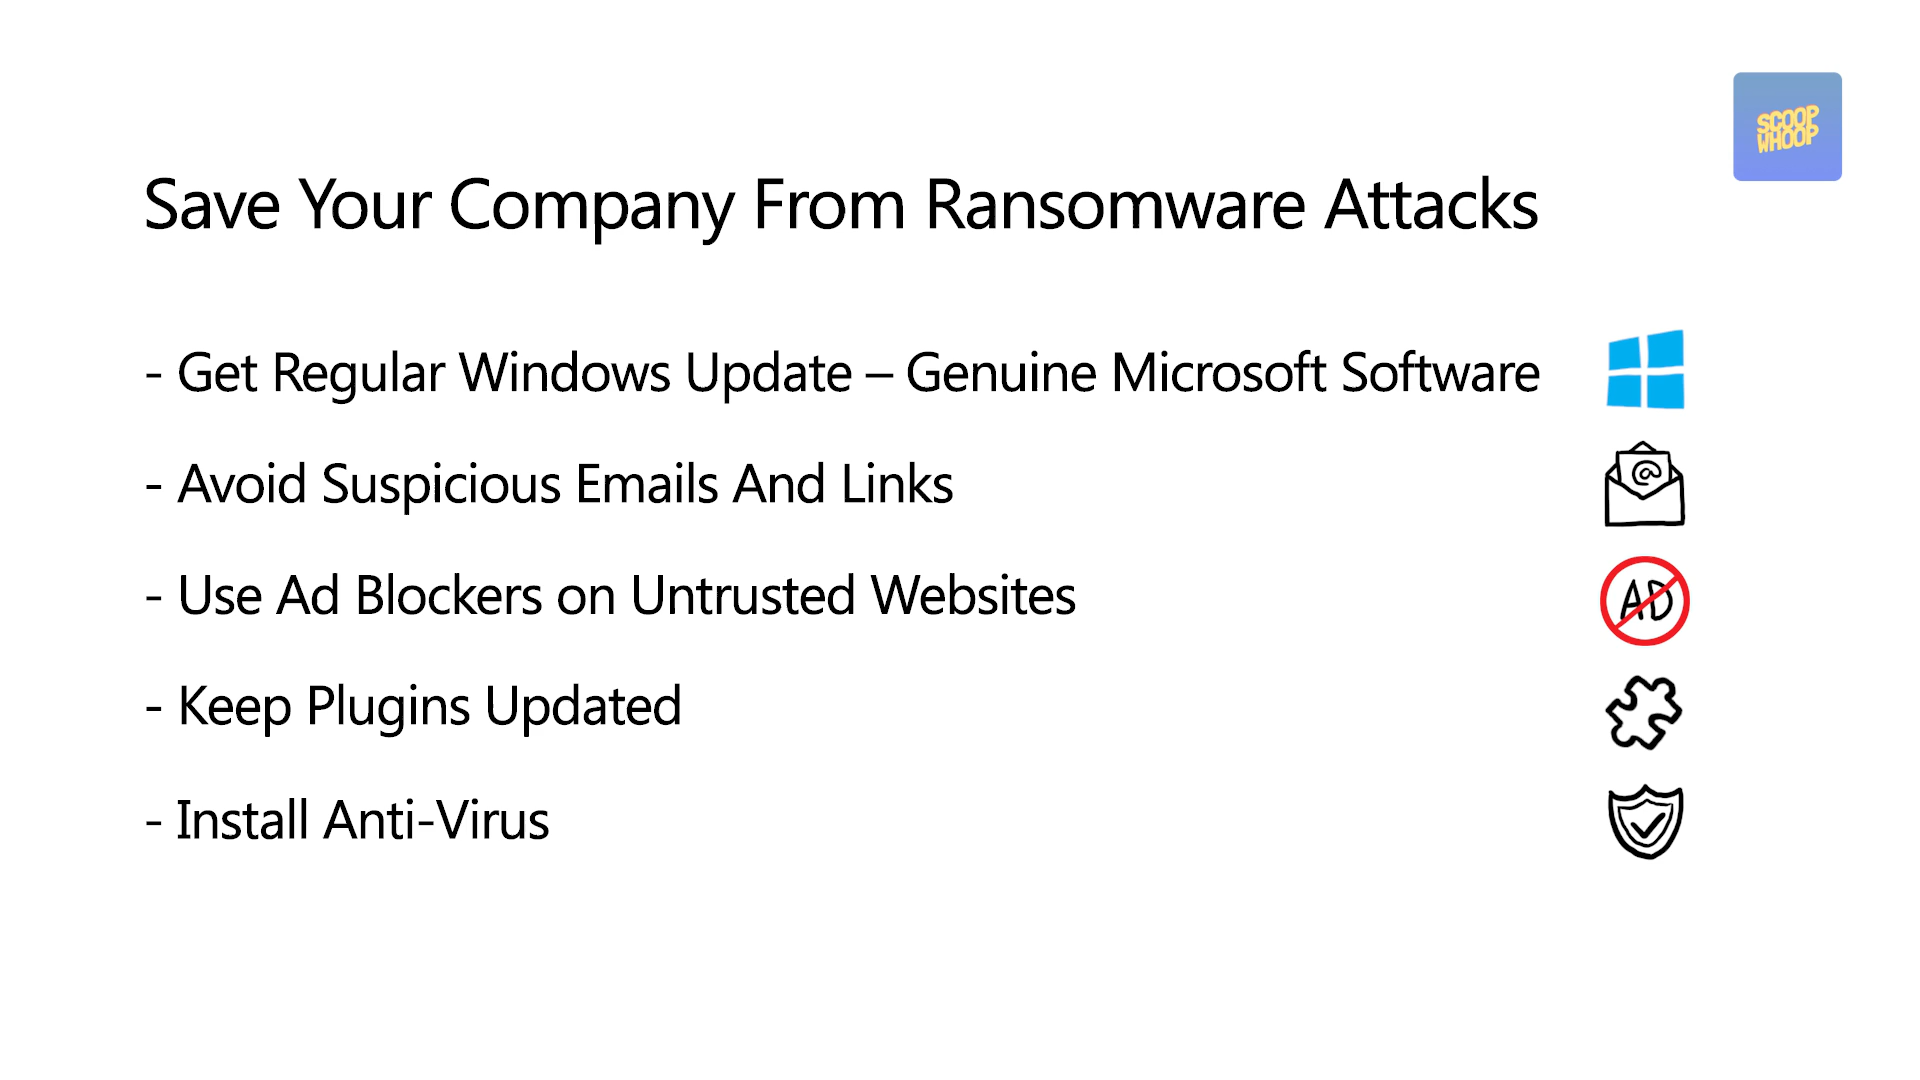 SCOOP
WHOOP
Save Your Company From Ransomware Attacks
- Get Regular Windows Update – Genuine Microsoft Software
- Avoid Suspicious Emails And Links
@
- Use Ad Blockers on Untrusted Websites
AD
- Keep Plugins Updated
- Install Anti-Virus